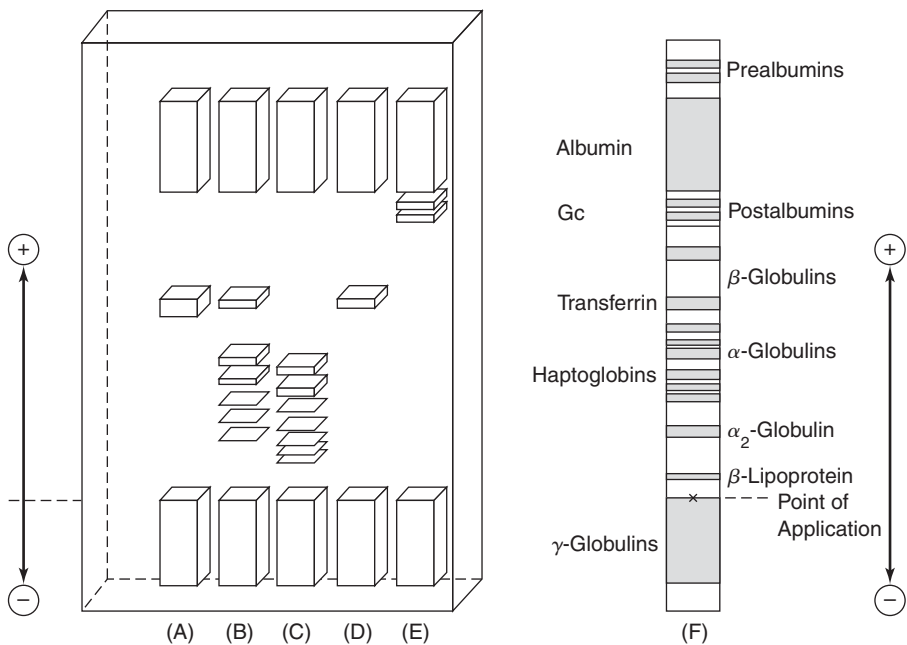 +
−
(A)
(B)
(C)
(D)
(E)
Prealbumins
Albumin
Gc
Postalbumins
β-Globulins
Transferrin
α-Globulins
Haptoglobins
α2-Globulin
β-Lipoprotein
×
Point of
Application
γ-Globulins
(F)
+
−